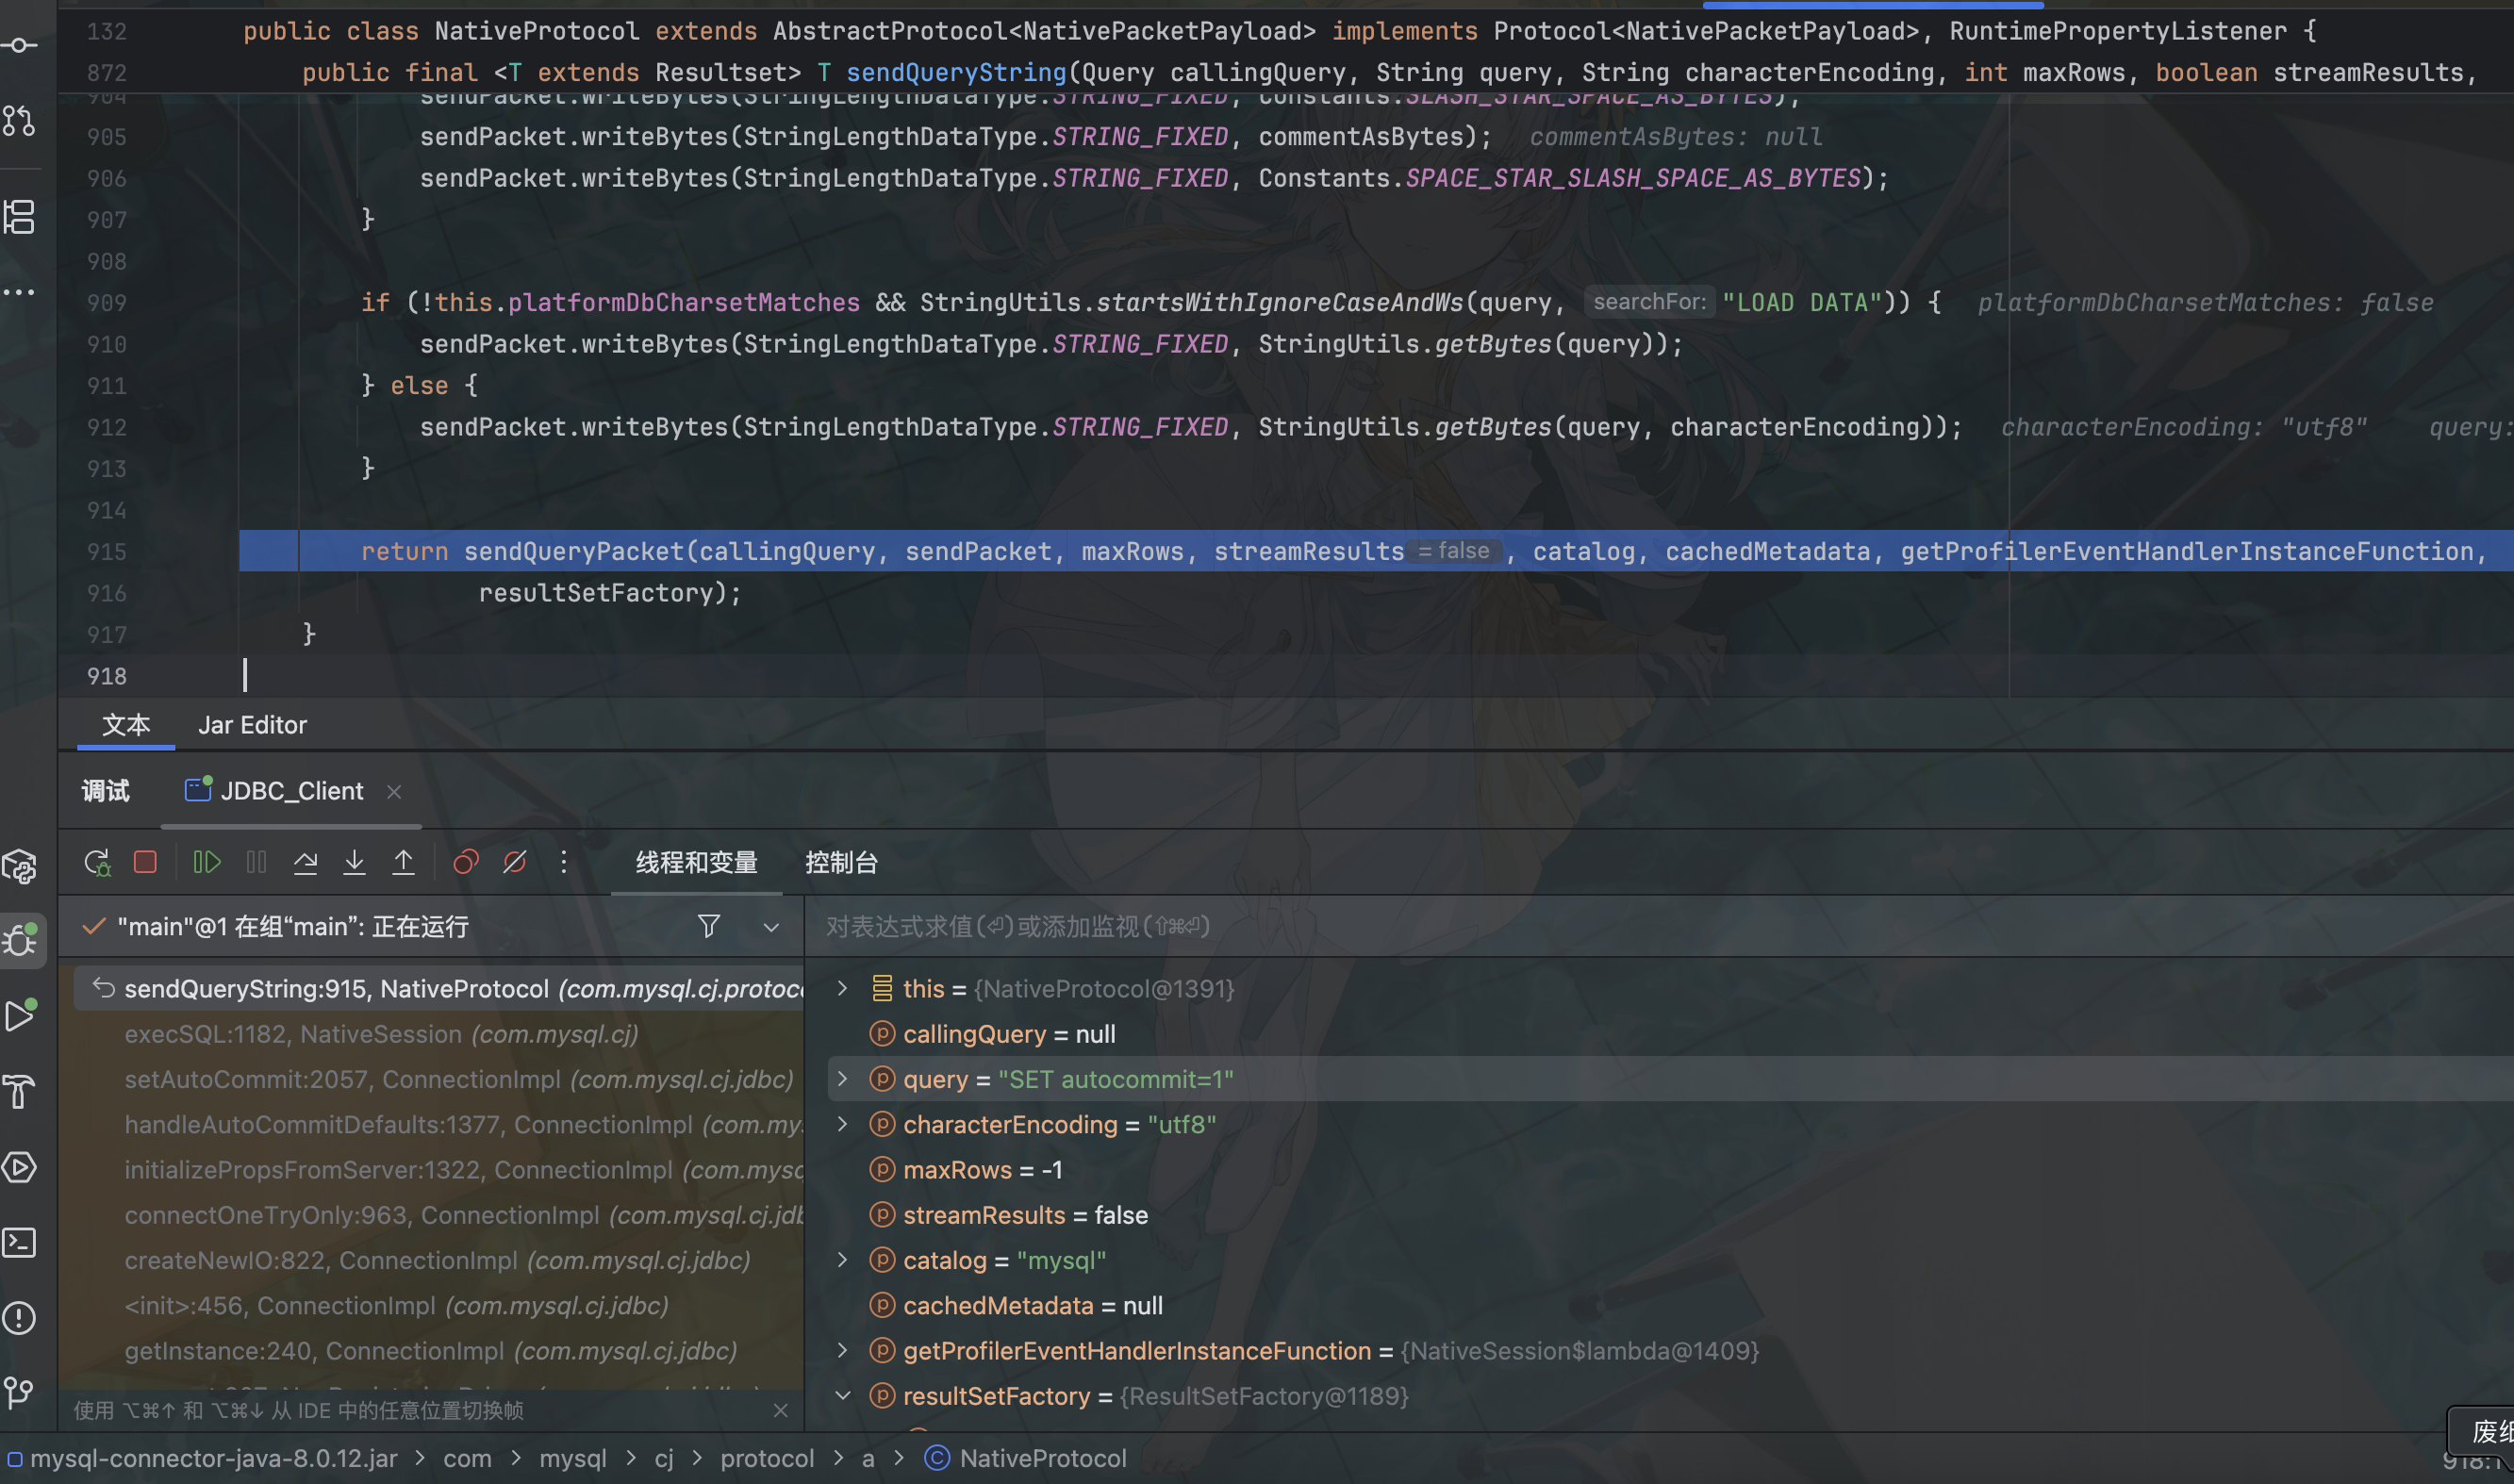 132 public class NativeProtocol extends AbstractProtocol<NativePacketPayload> implements Protocol<NativePacketPayload>, RuntimePropertyListener {
872 public final <T extends Resultset> T sendQueryString(Query callingQuery, String query, String characterEncoding, int maxRows, boolean streamResults,
904 sendPacket.writeBytes(StringLengthDataType.STRING_FIXED, Constants.SLASH_STAR_SPACE_AS_BYTES);
905 sendPacket.writeBytes(StringLengthDataType.STRING_FIXED, commentAsBytes); commentAsBytes: null
906 sendPacket.writeBytes(StringLengthDataType.STRING_FIXED, Constants.SPACE_STAR_SLASH_SPACE_AS_BYTES);
907 }
908
909 if (!this.platformDbCharsetMatches && StringUtils.startsWithIgnoreCaseAndWs(query, searchFor: "LOAD DATA")) { platformDbCharsetMatches: false
910 sendPacket.writeBytes(StringLengthDataType.STRING_FIXED, StringUtils.getBytes(query));
911 } else {
912 sendPacket.writeBytes(StringLengthDataType.STRING_FIXED, StringUtils.getBytes(query, characterEncoding)); characterEncoding: "utf8" query:
913 }
914
915 return sendQueryPacket(callingQuery, sendPacket, maxRows, streamResults = false , catalog, cachedMetadata, getProfilerEventHandlerInstanceFunction,
916 resultSetFactory);
917 }
918
文本 Jar Editor
调试 JDBC_Client
线程和变量 控制台
"main"@1 在组“main”: 正在运行
对表达式求值(⏎)或添加监视(⇧⌘⏎)
sendQueryString:915, NativeProtocol (com.mysql.cj.protoco
execSQL:1182, NativeSession (com.mysql.cj)
setAutoCommit:2057, ConnectionImpl (com.mysql.cj.jdbc)
handleAutoCommitDefaults:1377, ConnectionImpl (com.my
initializePropsFromServer:1322, ConnectionImpl (com.mysq
connectOneTryOnly:963, ConnectionImpl (com.mysql.cj.jdb
createNewIO:822, ConnectionImpl (com.mysql.cj.jdbc)
<init>:456, ConnectionImpl (com.mysql.cj.jdbc)
getInstance:240, ConnectionImpl (com.mysql.cj.jdbc)
使用 ⌥⌘↑ 和 ⌥⌘↓ 从 IDE 中的任意位置切换帧
this = {NativeProtocol@1391}
callingQuery = null
query = "SET autocommit=1"
characterEncoding = "utf8"
maxRows = -1
streamResults = false
catalog = "mysql"
cachedMetadata = null
getProfilerEventHandlerInstanceFunction = {NativeSession$lambda@1409}
resultSetFactory = {ResultSetFactory@1189}
废纸
mysql-connector-java-8.0.12.jar > com > mysql > cj > protocol > a > NativeProtocol